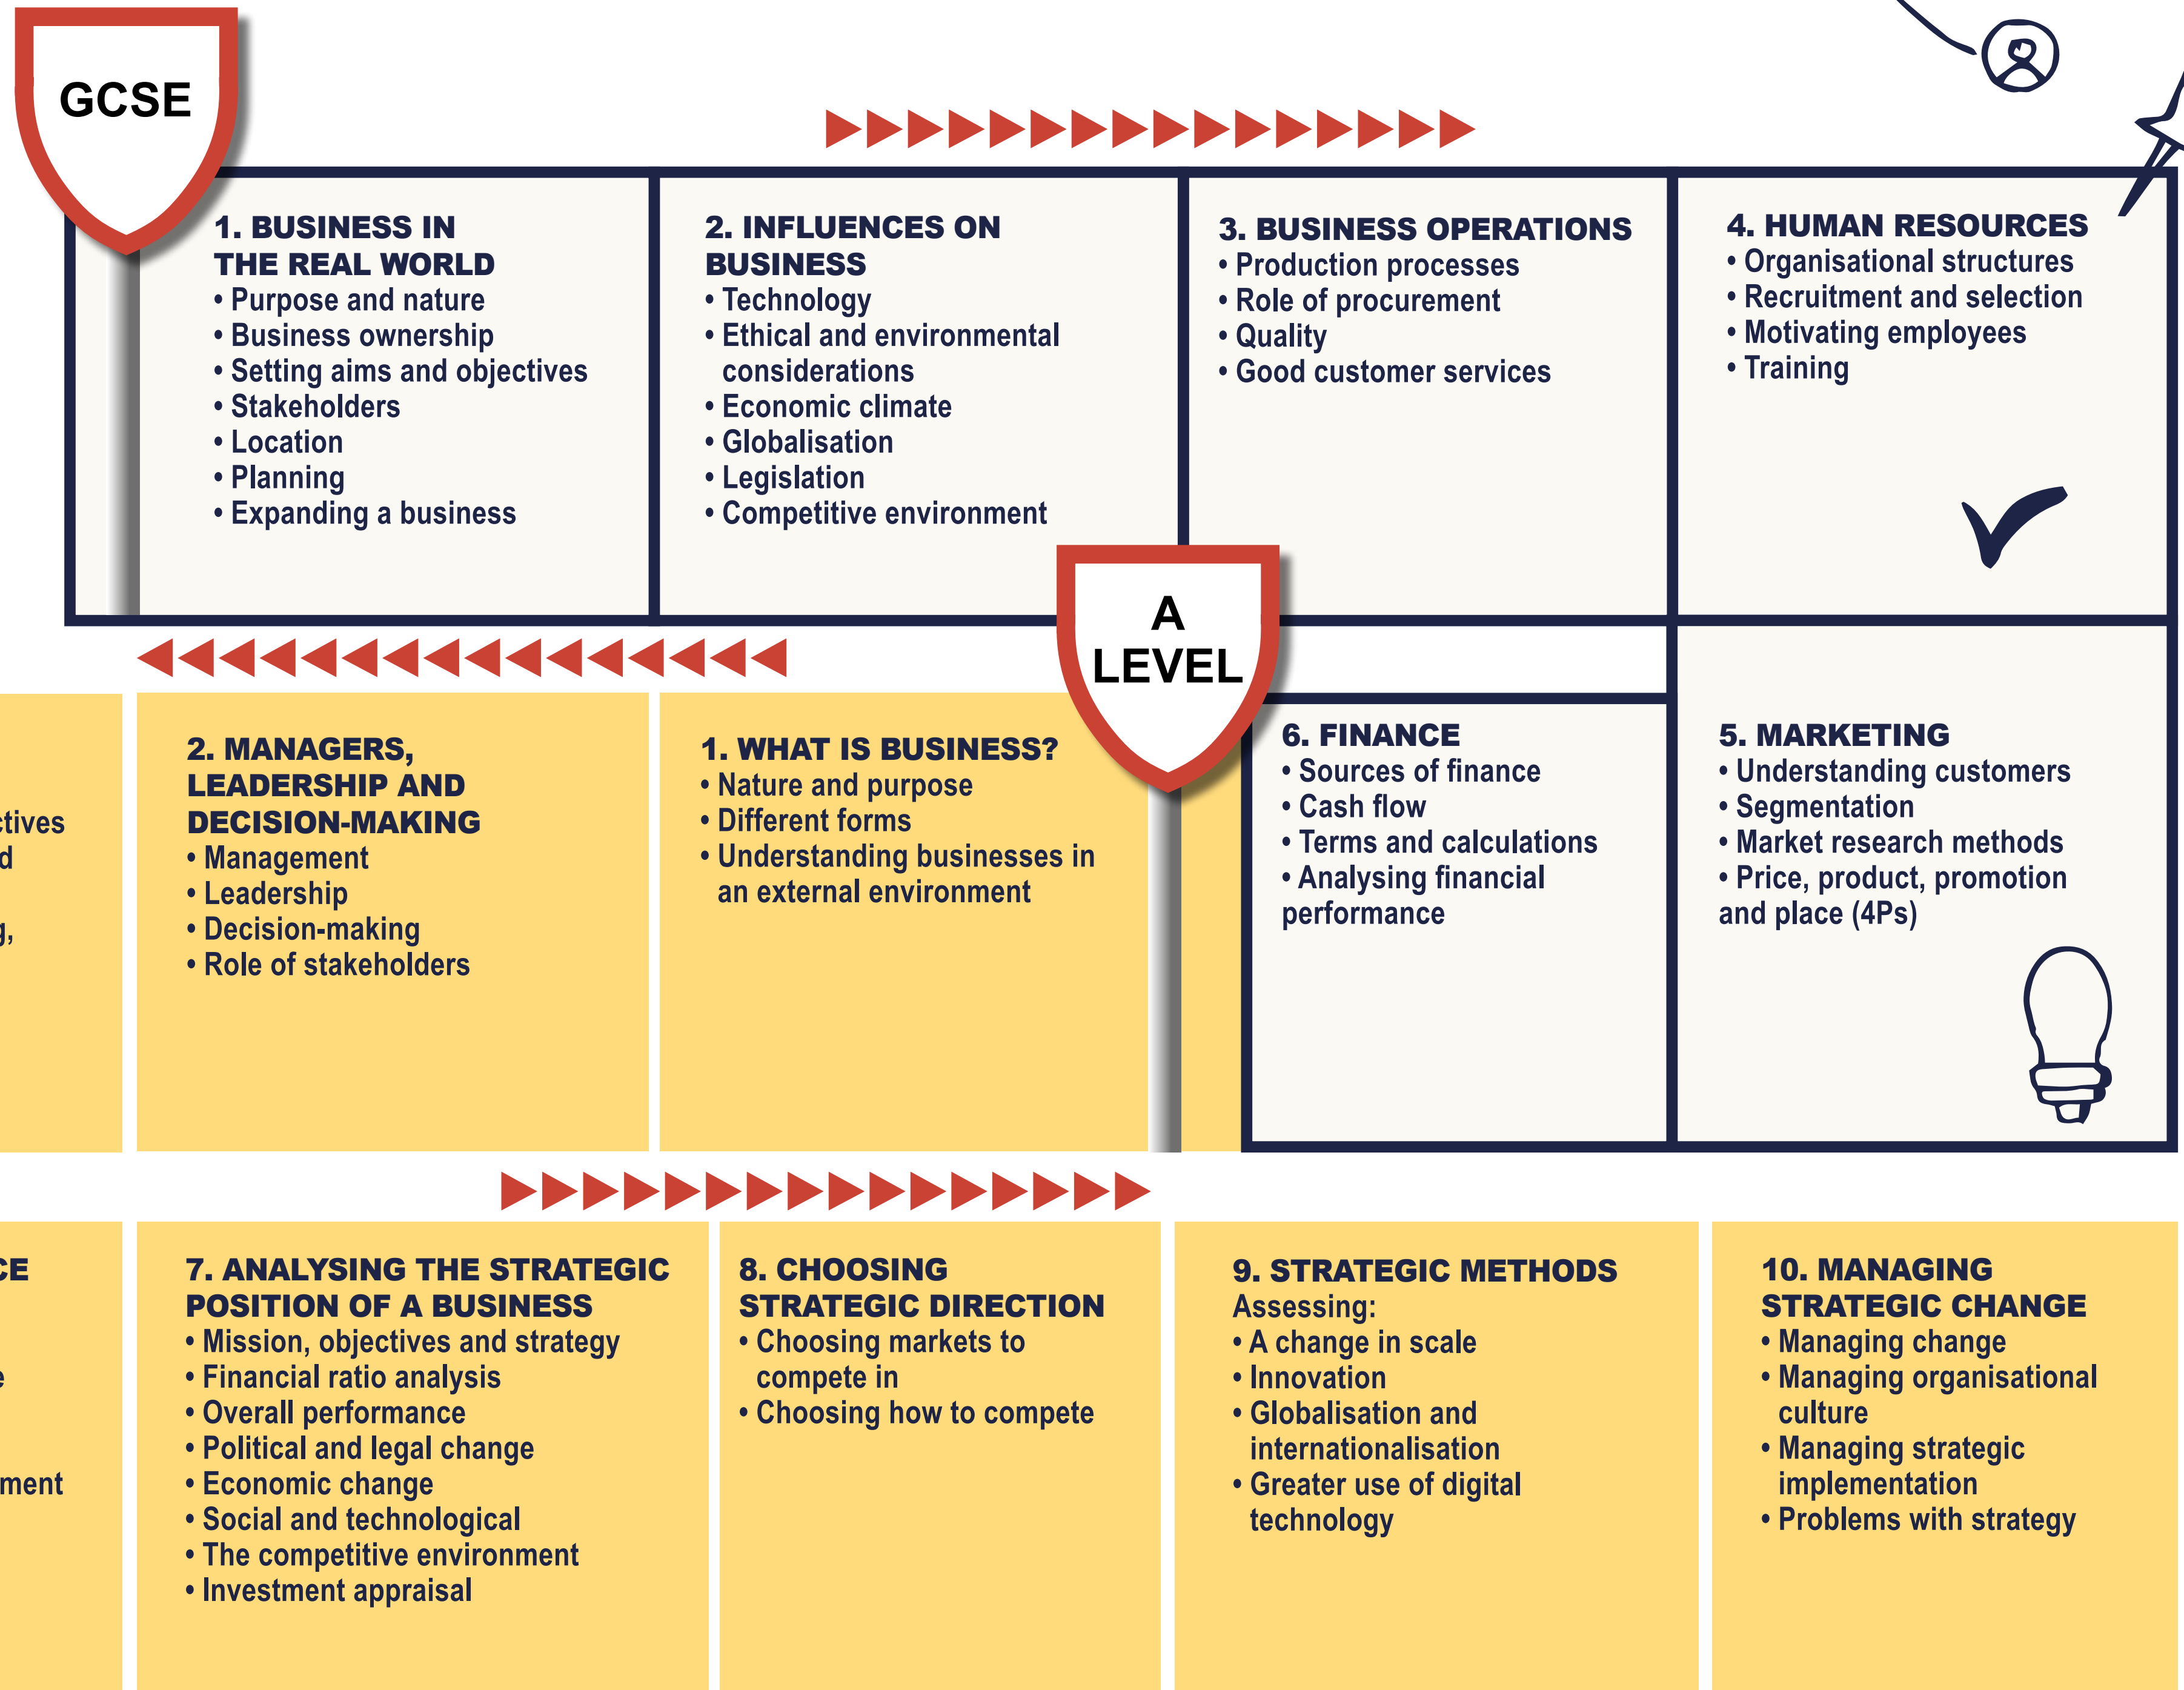 GCSE
1. BUSINESS IN
THE REAL WORLD
• Purpose and nature
• Business ownership
• Setting aims and objectives
• Stakeholders
• Location
• Planning
• Expanding a business
2. INFLUENCES ON
BUSINESS
• Technology
• Ethical and environmental
considerations
• Economic climate
• Globalisation
• Legislation
• Competitive environment
3. BUSINESS OPERATIONS
• Production processes
• Role of procurement
• Quality
• Good customer services
4. HUMAN RESOURCES
• Organisational structures
• Recruitment and selection
• Motivating employees
• Training
5. MARKETING
• Understanding customers
• Segmentation
• Market research methods
• Price, product, promotion
and place (4Ps)
6. FINANCE
• Sources of finance
• Cash flow
• Terms and calculations
• Analysing financial
performance
A
LEVEL
1. WHAT IS BUSINESS?
• Nature and purpose
• Different forms
• Understanding businesses in
an external environment
2. MANAGERS,
LEADERSHIP AND
DECISION-MAKING
• Management
• Leadership
• Decision-making
• Role of stakeholders
7. ANALYSING THE STRATEGIC
POSITION OF A BUSINESS
• Mission, objectives and strategy
• Financial ratio analysis
• Overall performance
• Political and legal change
• Economic change
• Social and technological
• The competitive environment
• Investment appraisal
8. CHOOSING
STRATEGIC DIRECTION
• Choosing markets to
compete in
• Choosing how to compete
9. STRATEGIC METHODS
Assessing:
• A change in scale
• Innovation
• Globalisation and
internationalisation
• Greater use of digital
technology
10. MANAGING
STRATEGIC CHANGE
• Managing change
• Managing organisational
culture
• Managing strategic
implementation
• Problems with strategy